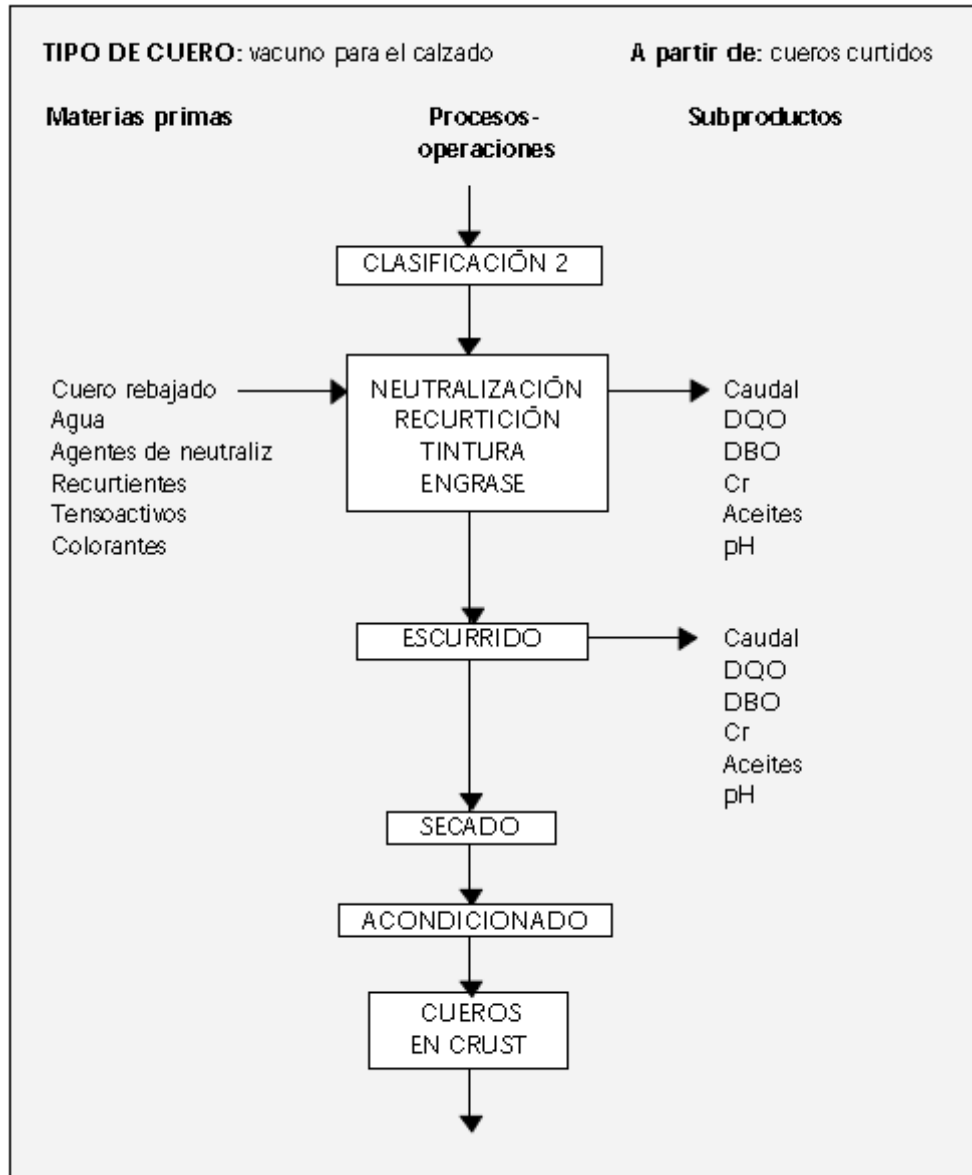 TIPO DE CUERO: vacuno para el calzado
A partir de: cueros curtidos
Materias primas
Procesos-
operaciones
Subproductos
CLASIFICACIÓN 2
Cuero rebajado
Agua
Agentes de neutraliz
Recurtientes
Tensoactivos
Colorantes
NEUTRALIZACIÓN
RECURTICIÓN
TINTURA
ENGRASE
Caudal
DQO
DBO
Cr
Aceites
pH
ESCURRIDO
Caudal
DQO
DBO
Cr
Aceites
pH
SECADO
ACONDICIONADO
CUEROS
EN CRUST